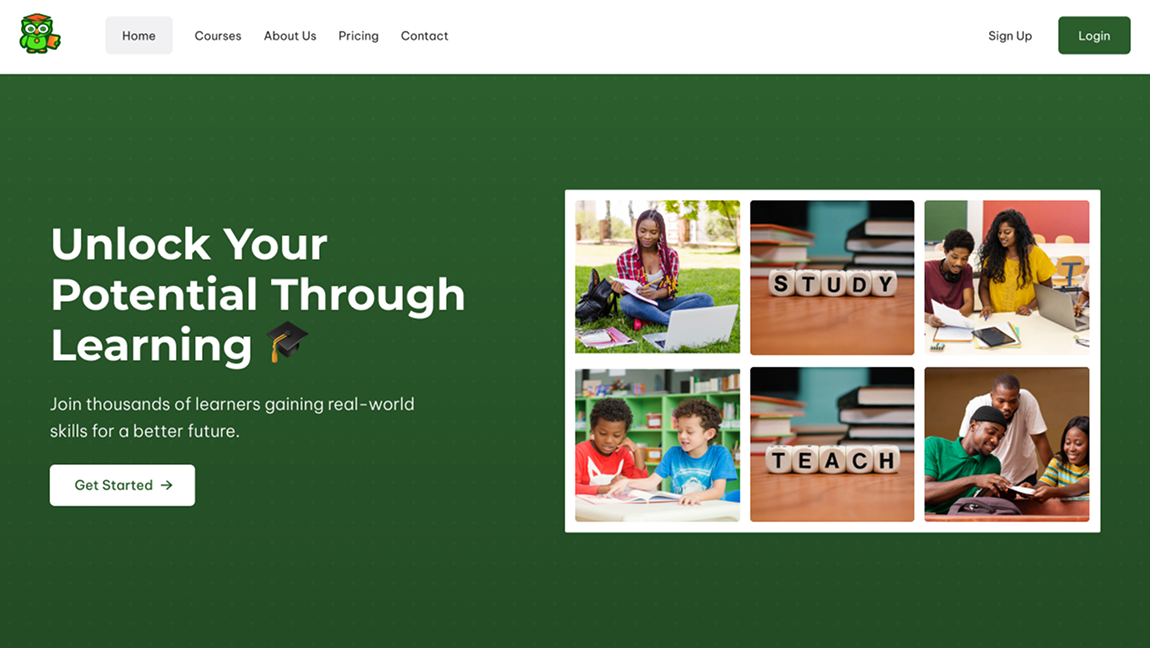 Home
Courses
About Us
Pricing
Contact
Sign Up
Login
Unlock Your
Potential Through
Learning 🎓
Join thousands of learners gaining real-world
skills for a better future.
Get Started →
STUDY
TEACH